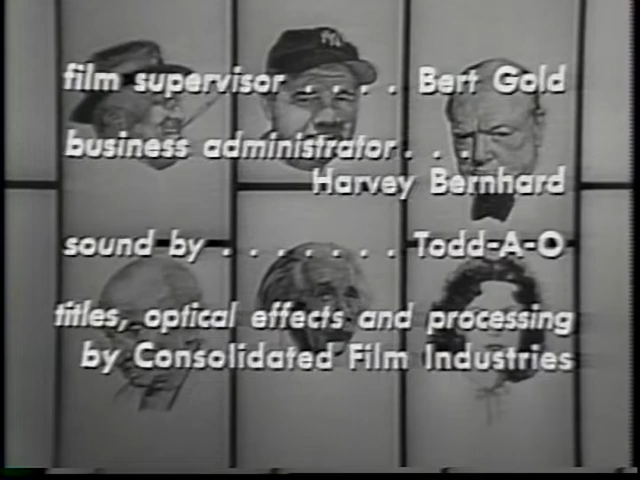 film supervisor . . . . . Bert Gold
business administrator . . .
Harvey Bernhard
sound by . . . . . . . Todd-A-O
titles, optical effects and processing
by Consolidated Film Industries
NY